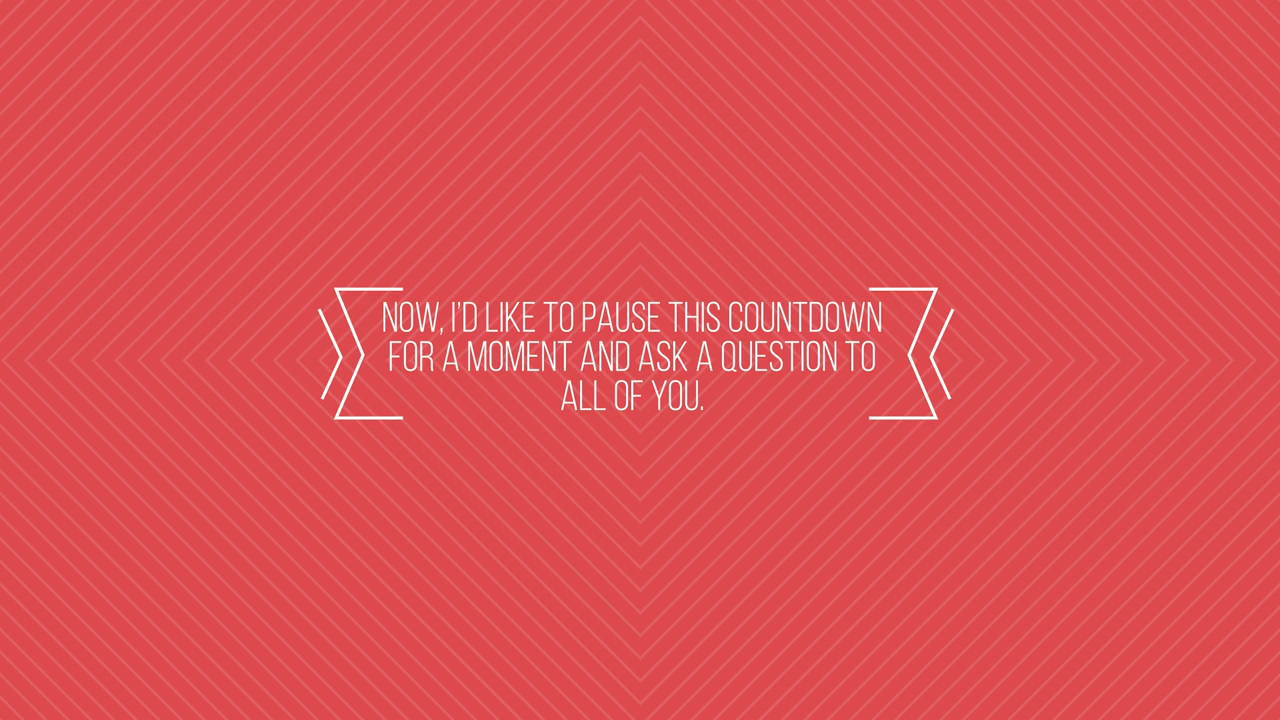 NOW, I'D LIKE TO PAUSE THIS COUNTDOWN
FOR A MOMENT AND ASK A QUESTION TO
ALL OF YOU.